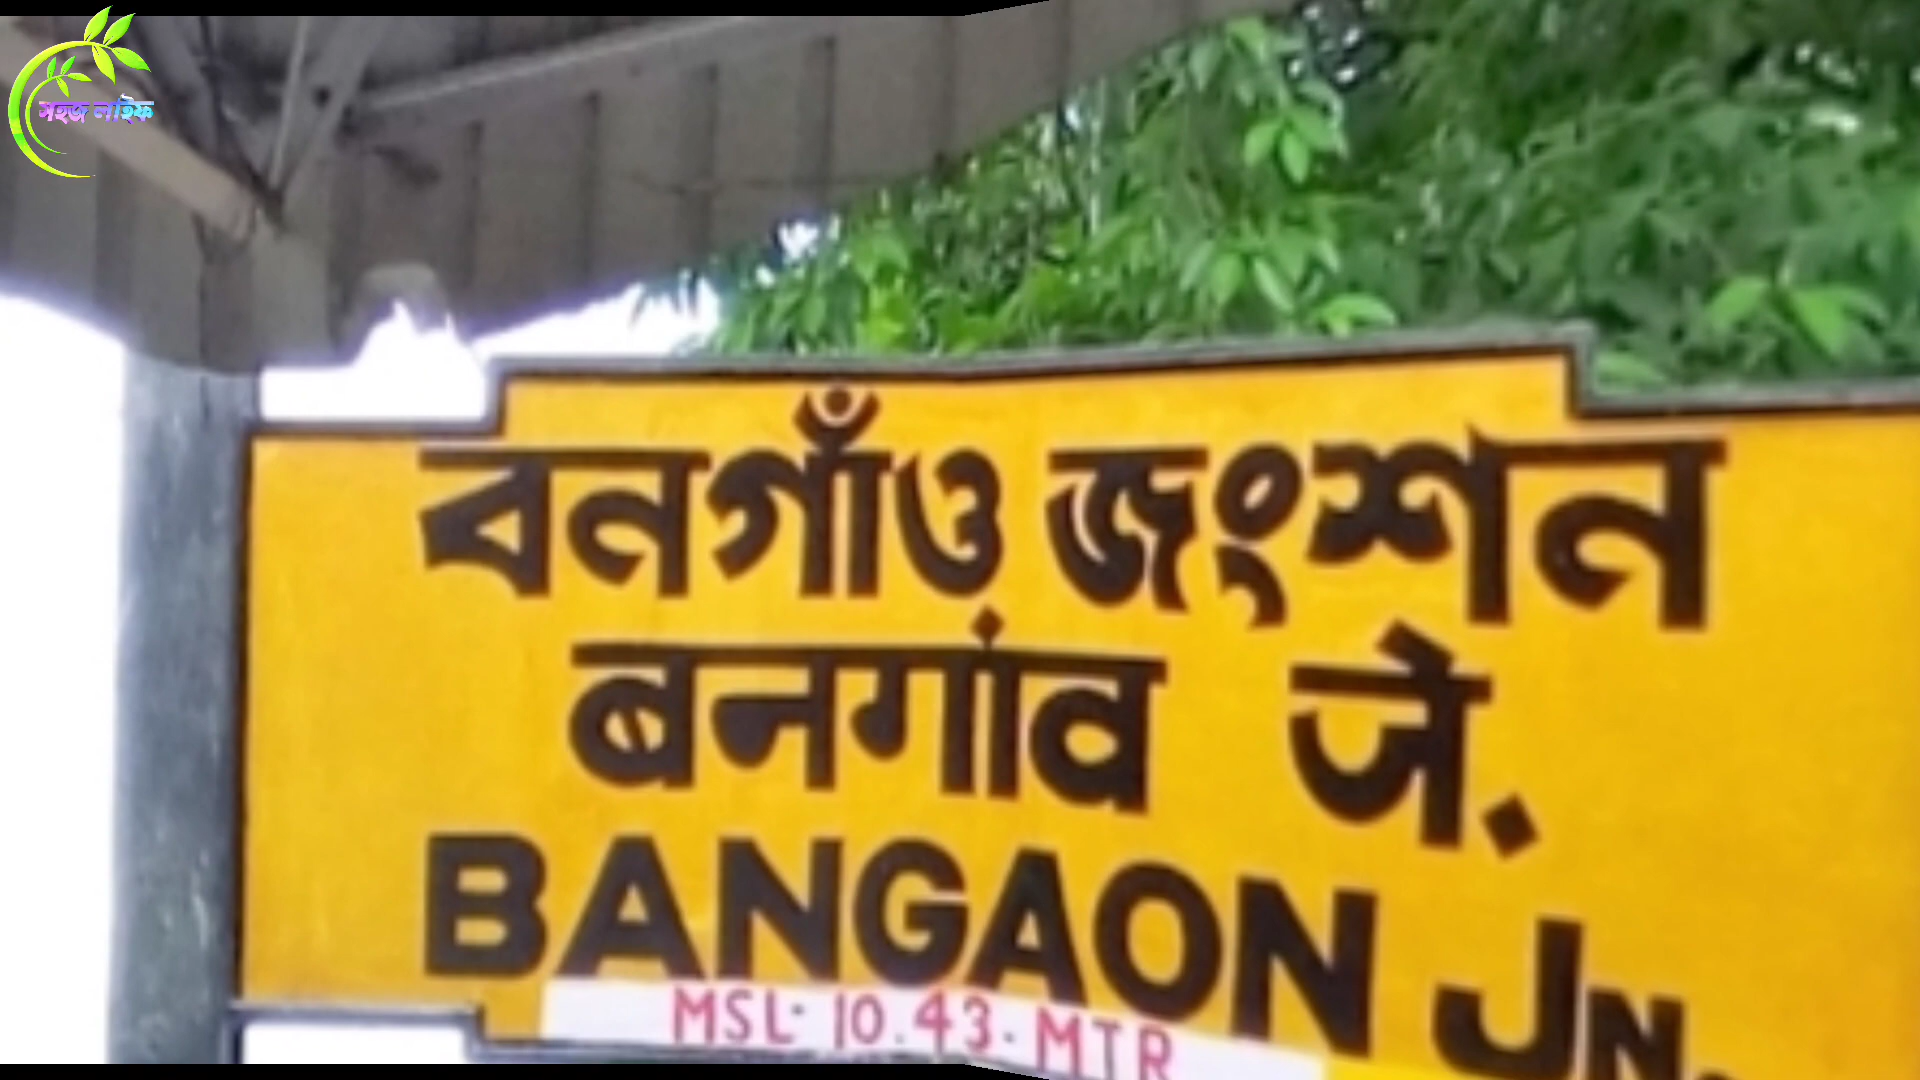 সহজ লাইফ
বনগাঁও জংশন
बनगांव जं.
BANGAON JN.
MSL. 10.43. MTR